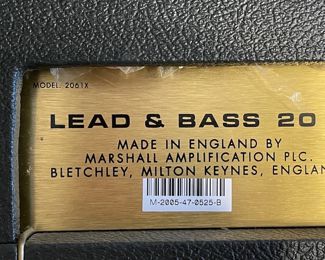 MODEL: 2061X
LEAD & BASS 20
MADE IN ENGLAND BY
MARSHALL AMPLIFICATION PLC.
BLETCHLEY, MILTON KEYNES, ENGLAN
M-2005-47-0525-B